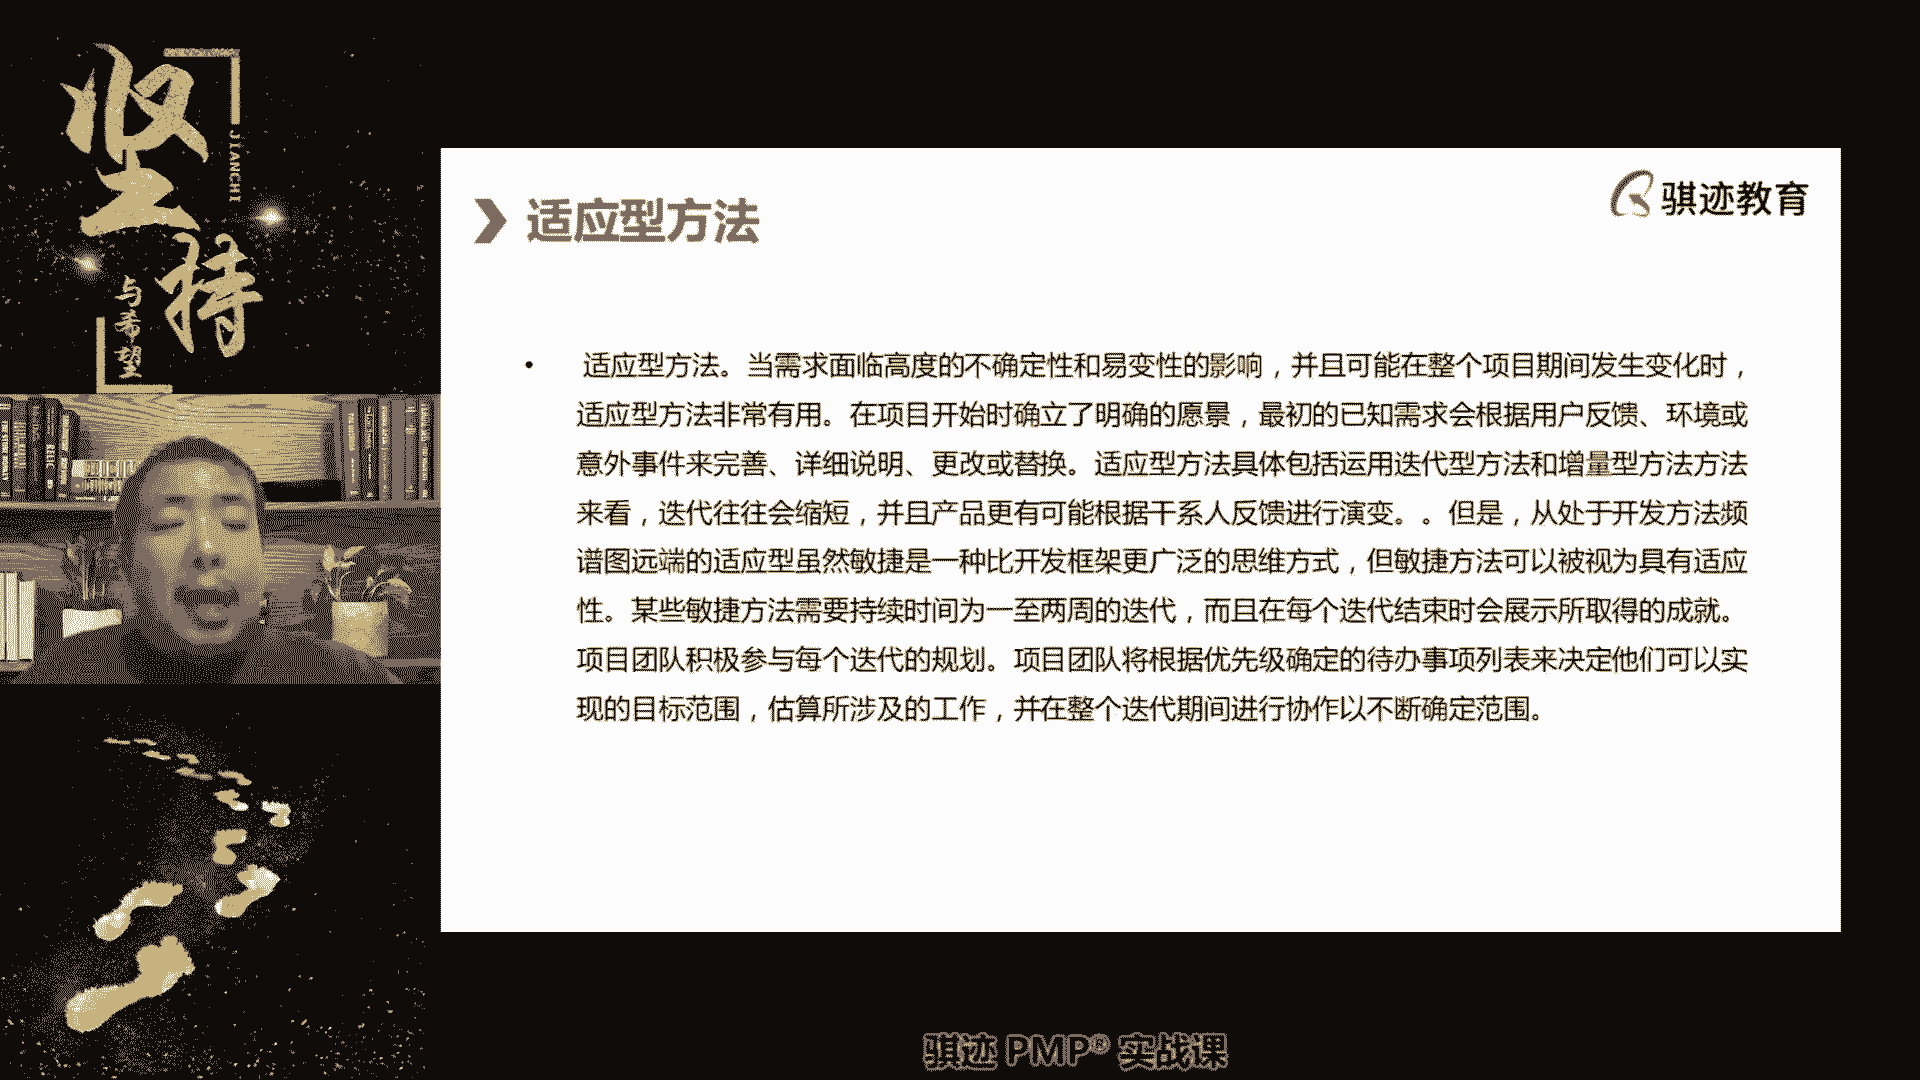 坚持
JIANCHI
与希望
骐迹教育
适应型方法
• 适应型方法。当需求面临高度的不确定性和易变性的影响，并且可能在整个项目期间发生变化时，
适应型方法非常有用。在项目开始时确立了明确的愿景，最初的已知需求会根据用户反馈、环境或
意外事件来完善、详细说明、更改或替换。适应型方法具体包括运用迭代型方法和增量型方法方法
来看，迭代往往会缩短，并且产品更有可能根据干系人反馈进行演变。。但是，从处于开发方法频
谱图远端的适应型虽然敏捷是一种比开发框架更广泛的思维方式，但敏捷方法可以被视为具有适应
性。某些敏捷方法需要持续时间为一至两周的迭代，而且在每个迭代结束时会展示所取得的成就。
项目团队积极参与每个迭代的规划。项目团队将根据优先级确定的待办事项列表来决定他们可以实
现的目标范围，估算所涉及的工作，并在整个迭代期间进行协作以不断确定范围。
骐迹 PMP® 实战课